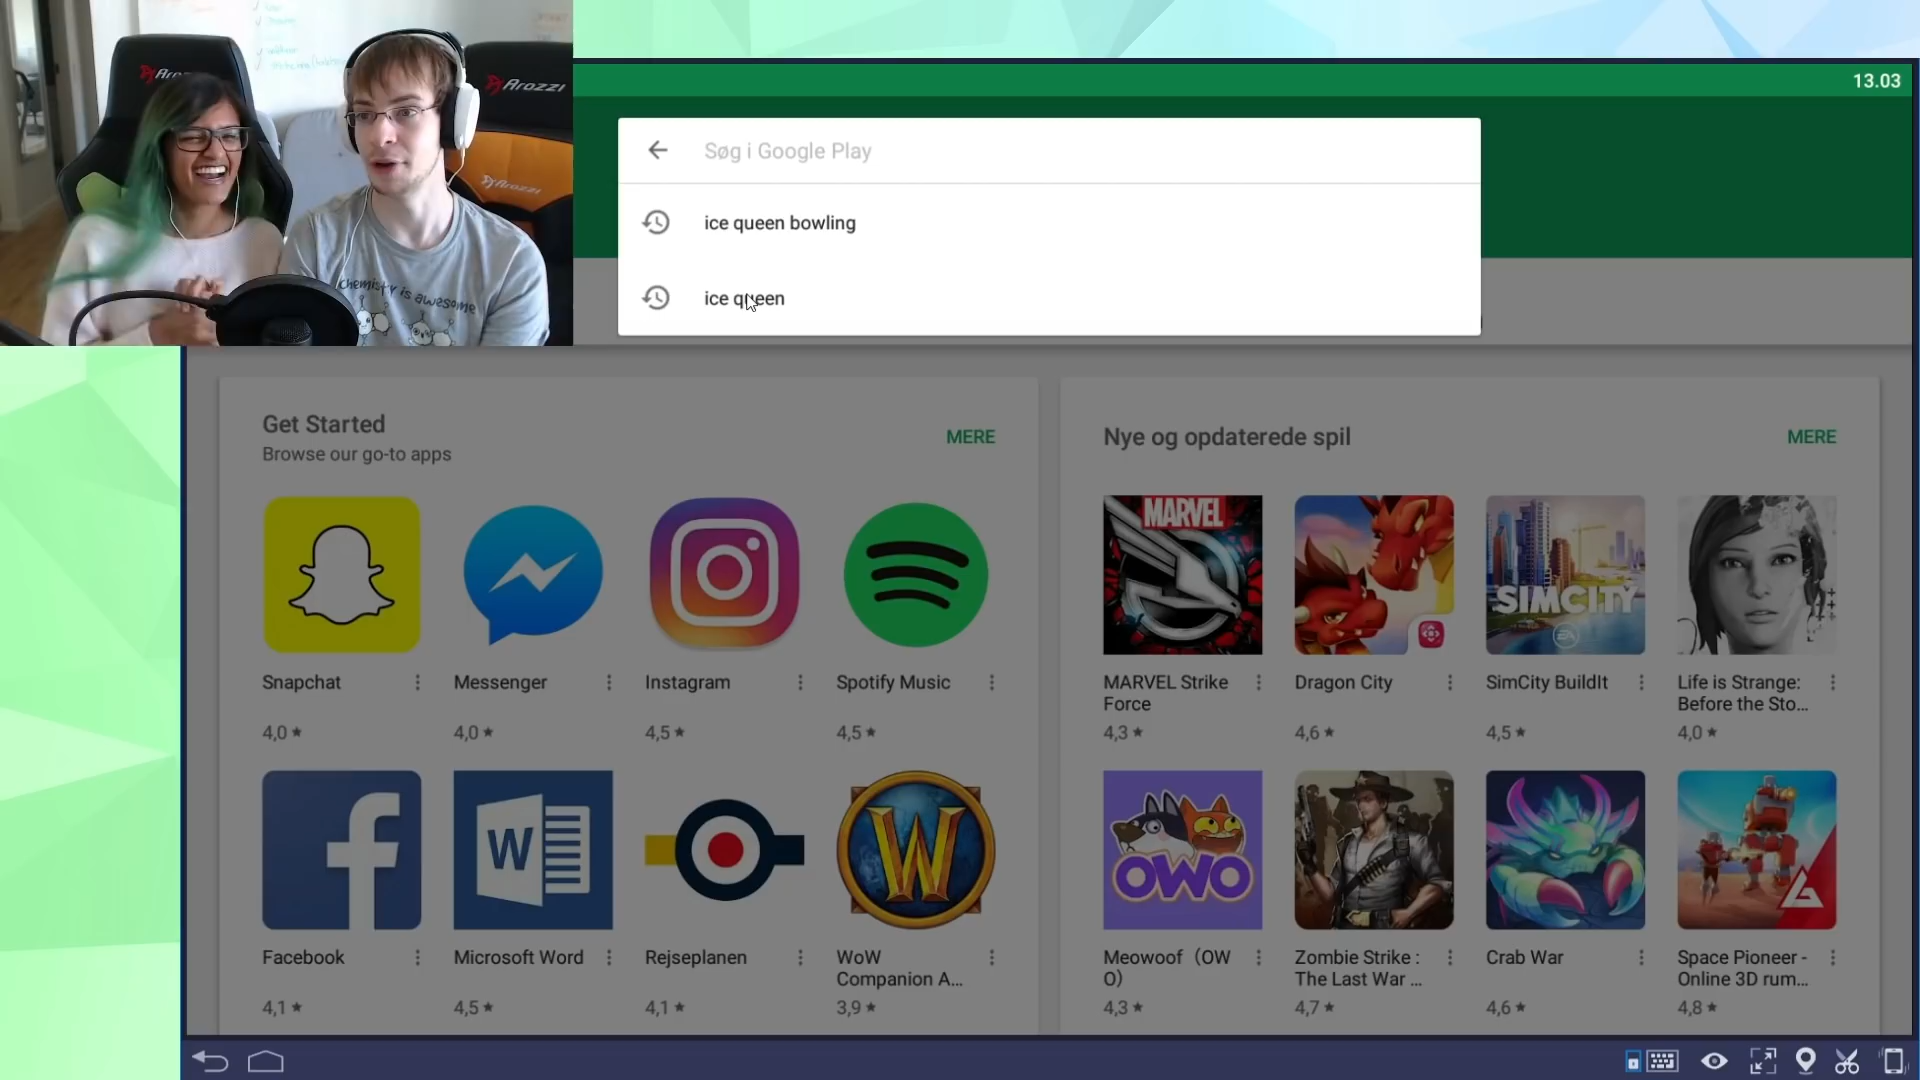 Arozzi
Arozzi
chemistry is awesome
13.03
Søg i Google Play
ice queen bowling
ice queen
Get Started
Browse our go-to apps
MERE
Snapchat
Messenger
Instagram
Spotify Music
4,0 ★
4,0 ★
4,5 ★
4,5 ★
W
W
Facebook
Microsoft Word
Rejseplanen
WoW
Companion A...
4,1 ★
4,5 ★
4,1 ★
3,9 ★
Nye og opdaterede spil
MERE
MARVEL
SIMCITY
EA
MARVEL Strike
Force
Dragon City
SimCity BuildIt
Life is Strange:
Before the Sto...
4,3 ★
4,6 ★
4,5 ★
4,0 ★
OWO
Meowoof（OW
O)
Zombie Strike :
The Last War ...
Crab War
Space Pioneer -
Online 3D rum...
4,3 ★
4,7 ★
4,6 ★
4,8 ★